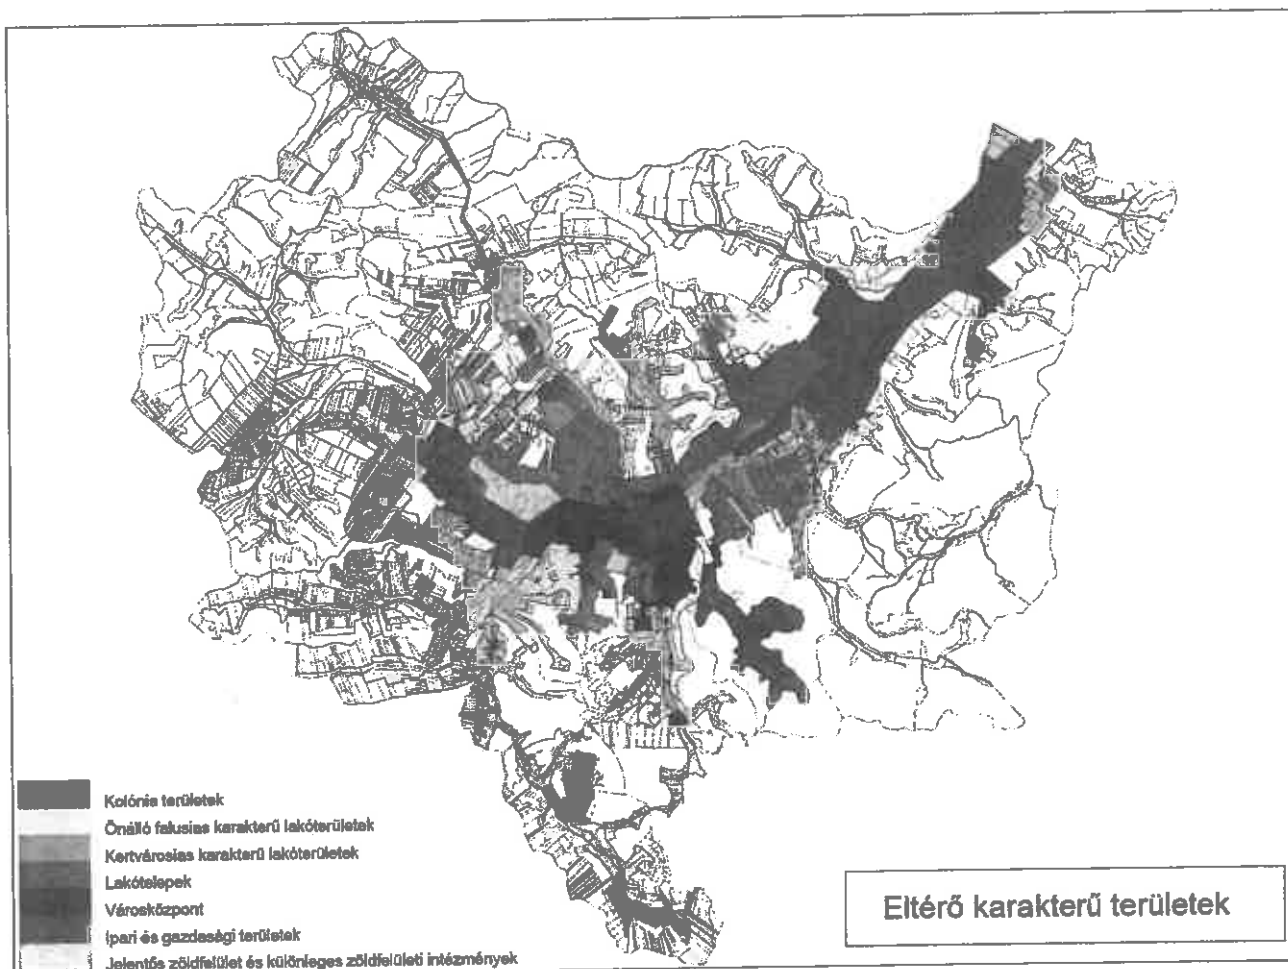 Kolónia területek
Önálló falusias karakterű lakóterületek
Kertvárosias karakterű lakóterületek
Lakótelepek
Városközpont
Ipari és gazdasági területek
Jelentős zöldfelület és különleges zöldfelületi intézmények
Eltérő karakterű területek